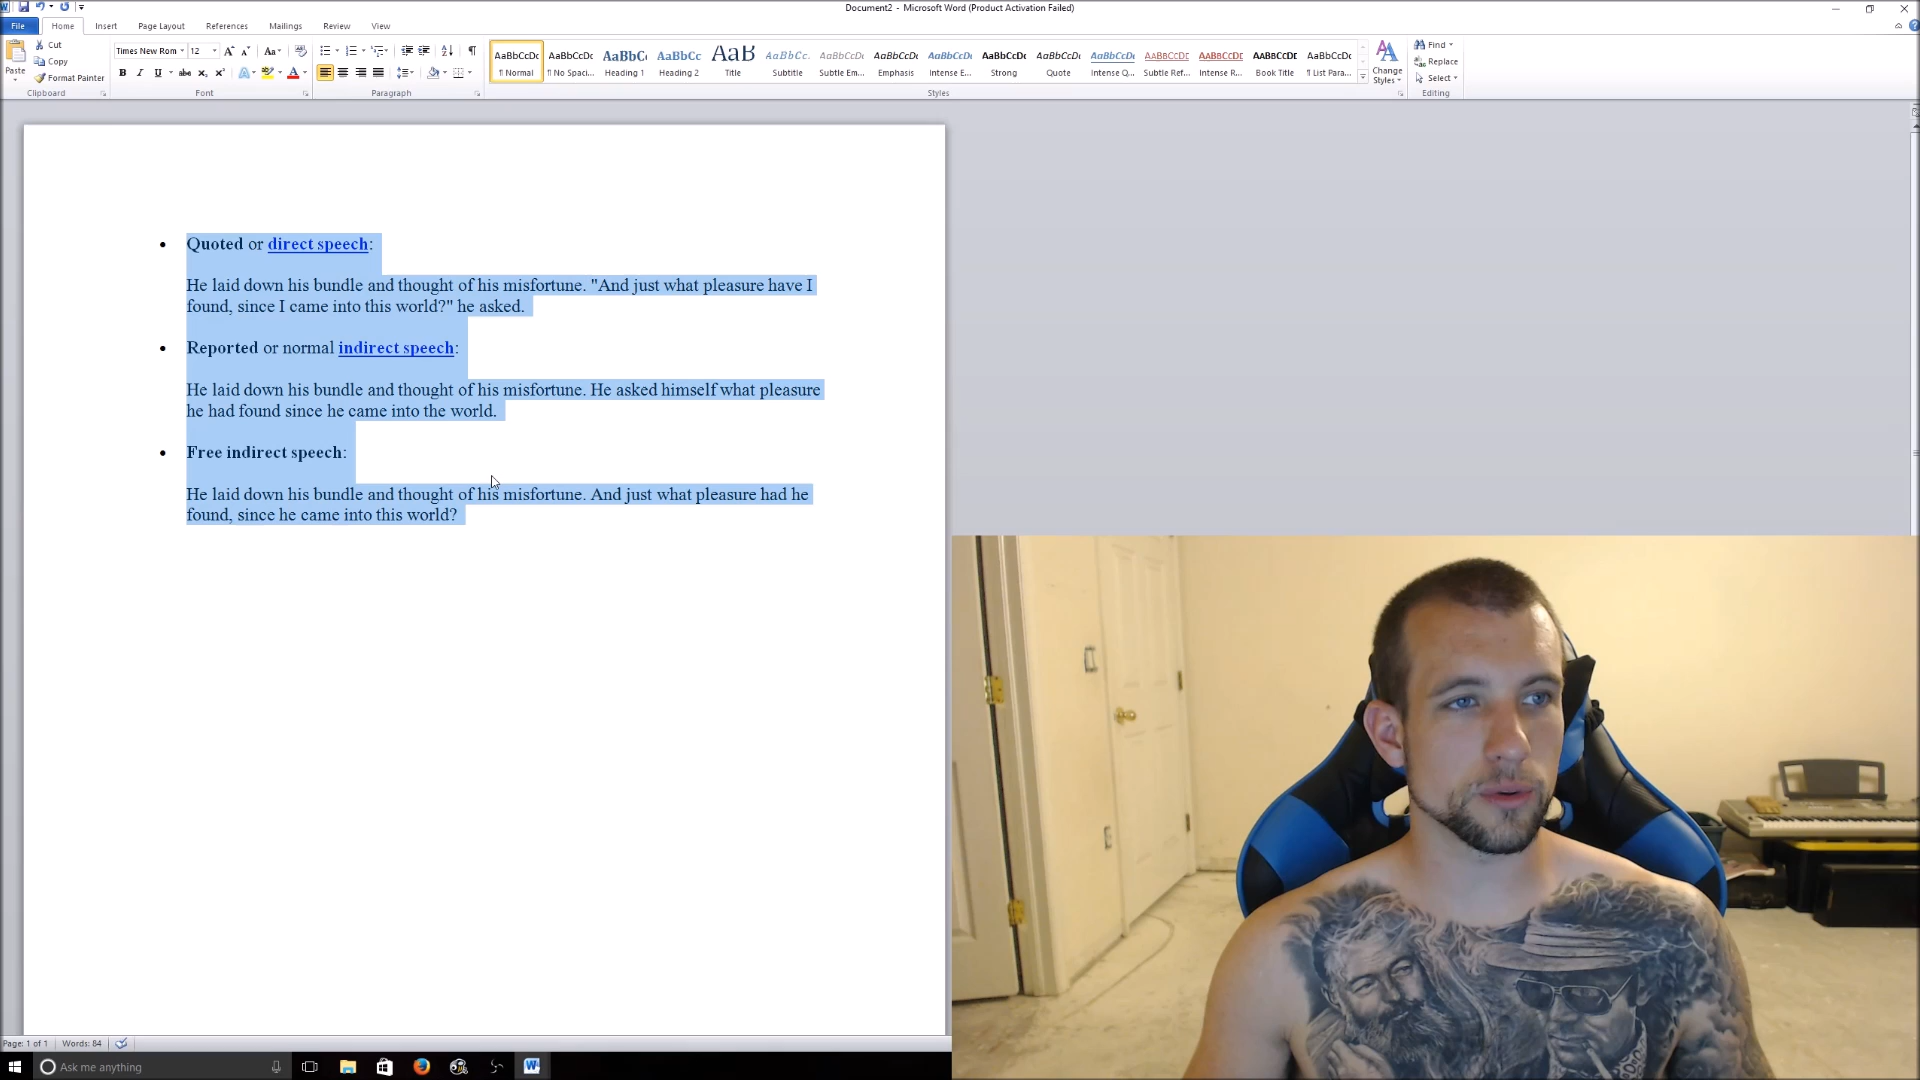 Document2 - Microsoft Word (Product Activation Failed)
File Home Insert Page Layout References Mailings Review View
Paste
Cut
Copy
Format Painter
Clipboard
Times New Rom 12
Font
Paragraph
AaBbCcDc AaBbCcDc AaBbC AaBbCc AaB AaBbCc. AaBbCcDc AaBbCcDc AaBbCcDc AaBbCcDc AaBbCcDc AaBbCcDc AaBbCcDc AaBbCcDc AaBbCcDc AaBbCcDc
¶ Normal ¶ No Spaci... Heading 1 Heading 2 Title Subtitle Subtle Em... Emphasis Intense E... Strong Quote Intense Q... Subtle Ref... Intense R... Book Title ¶ List Para...
Styles
Change
Styles
Find
Replace
Select
Editing
• Quoted or direct speech:
He laid down his bundle and thought of his misfortune. "And just what pleasure have I
found, since I came into this world?" he asked.
• Reported or normal indirect speech:
He laid down his bundle and thought of his misfortune. He asked himself what pleasure
he had found since he came into the world.
• Free indirect speech:
He laid down his bundle and thought of his misfortune. And just what pleasure had he
found, since he came into this world?
Page: 1 of 1 Words: 84
Ask me anything